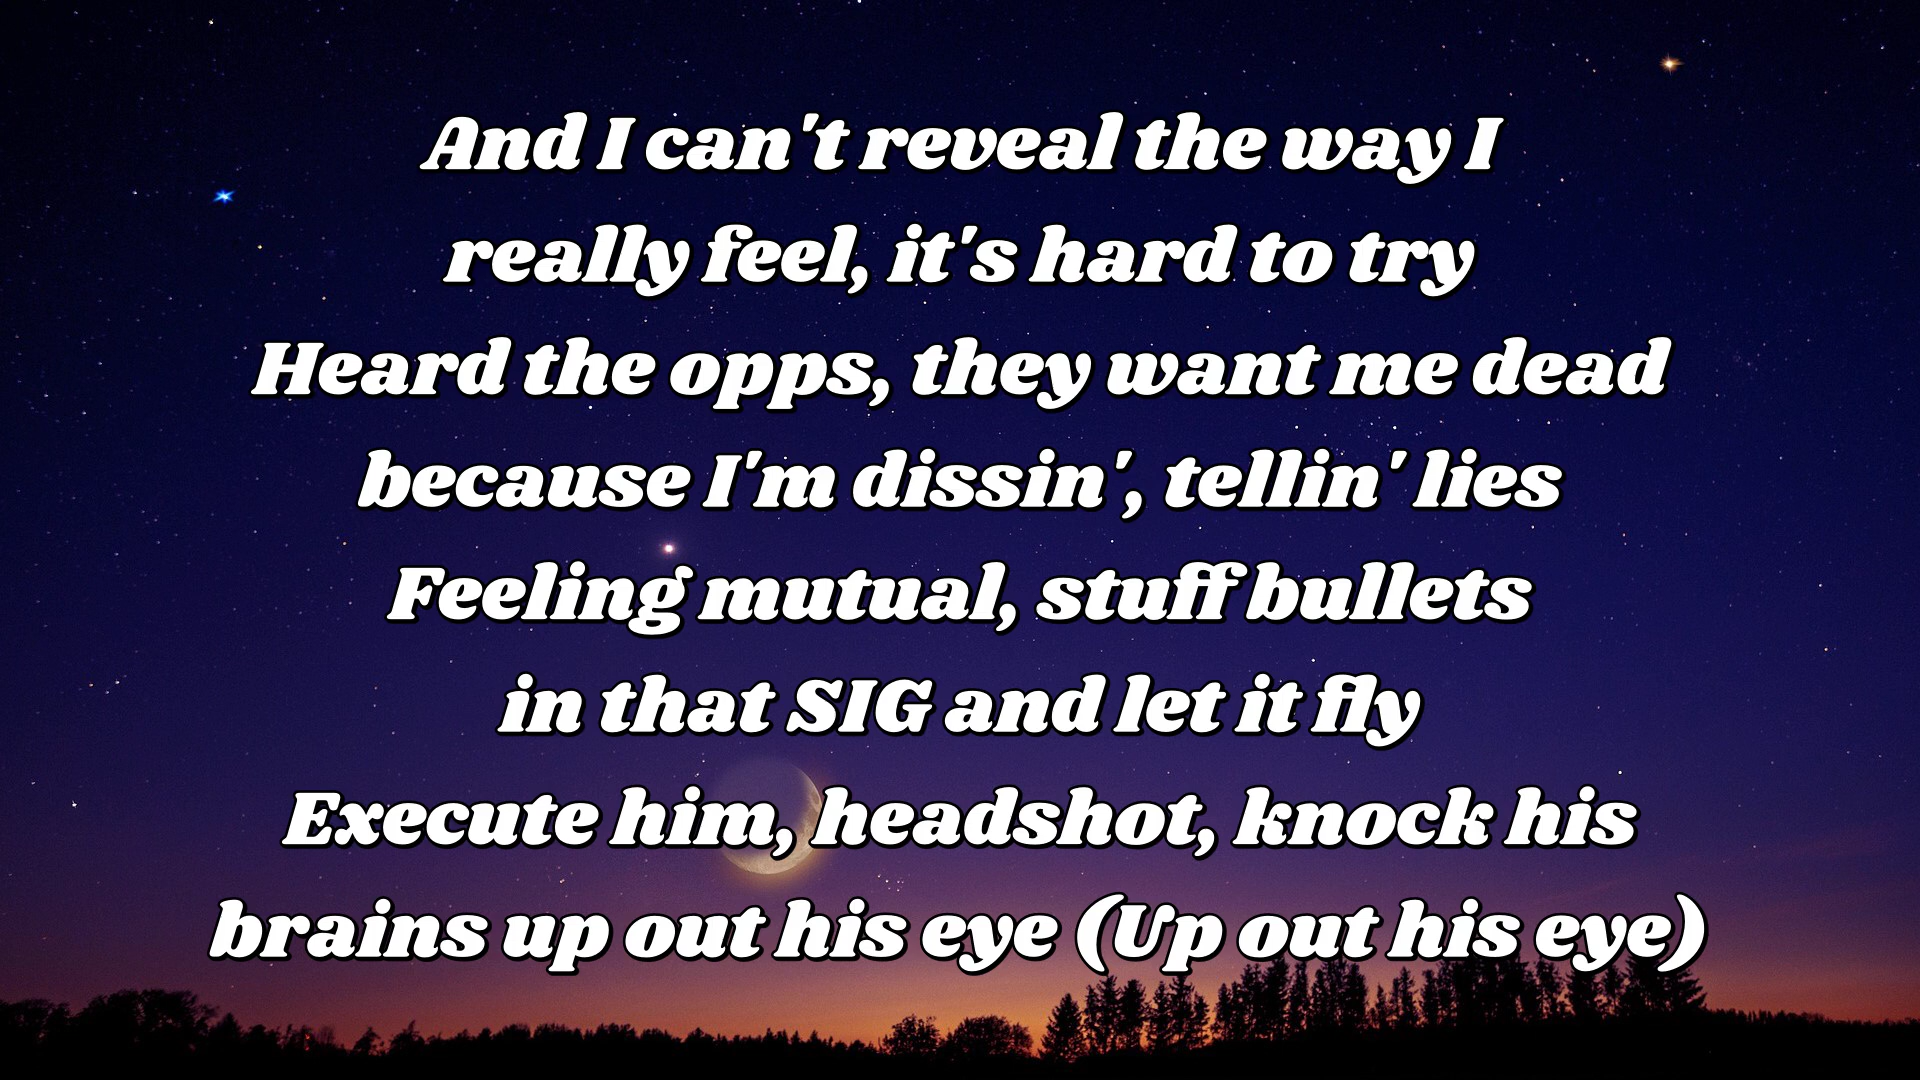 And I can't reveal the way I
really feel, it's hard to try
Heard the opps, they want me dead
because I'm dissin', tellin' lies
Feeling mutual, stuff bullets
in that SIG and let it fly
Execute him, headshot, knock his
brains up out his eye (Up out his eye)